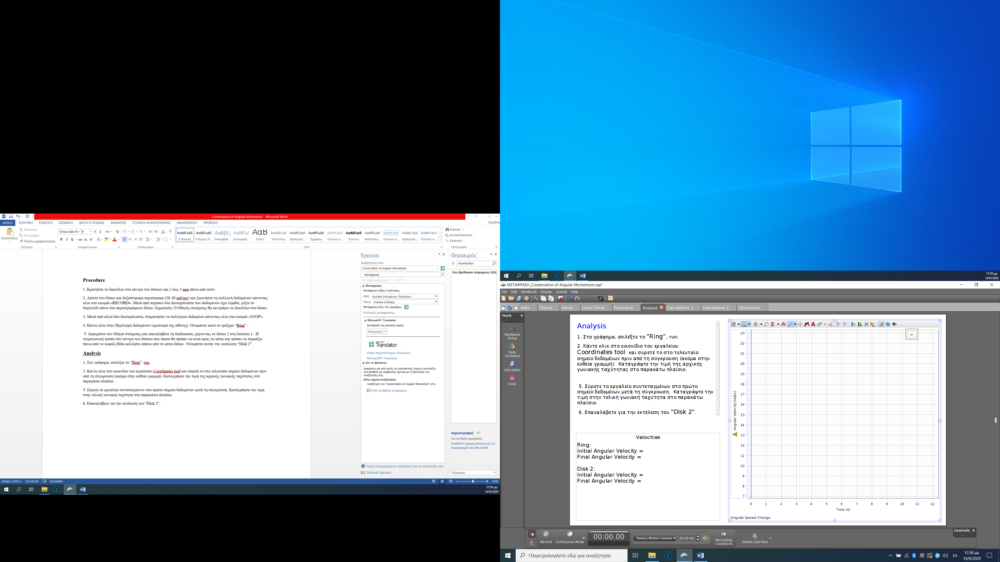 Conservation of Angular Momentum - Microsoft Word
ΑΡΧΕΙΟ ΚΕΝΤΡΙΚΗ ΕΙΣΑΓΩΓΗ ΣΧΕΔΙΑΣΗ ΔΙΑΤΑΞΗ ΣΕΛΙΔΑΣ ΑΝΑΦΟΡΕΣ ΣΤΟΙΧΕΙΑ ΑΛΛΗΛΟΓΡΑΦΙΑΣ ΑΝΑΘΕΩΡΗΣΗ ΠΡΟΒΟΛΗ
Είσοδος
Επικόλληση
Αποκοπή
Αντιγραφή
Πινέλο μορφοποίησης
Πρόχειρο
Times New R 9
Γραμματοσειρά
Παράγραφος
ΑαΒβΓγΔδ ΑαΒβΓγΔδ ΑαΒβΓγ ΑαΒβΓγΔ ΑαΒ ΑαΒβΓγΔδ ΑαΒβΓγΔδ ΑαΒβΓγΔδ ΑαΒβΓγΔδ ΑαΒβΓγΔδ ΑαΒβΓγΔδ ΑαΒβΓγΔδ ΑΑΒΒΓΓΔΔΕ ΑΑΒΒΓΓΔΔΕ
¶ Βασικό ¶ Χωρίς δι... Επικεφαλί... Επικεφαλί... Τίτλος Υπότιτλος Διακριτικ... Έμφαση Έντονη έ... Έντονο Απόσπασ... Έντονο α... Διακριτικ... Έντονη α...
Στυλ
Εύρεση
Αντικατάσταση
Επιλογή
Επεξεργασία
Procedure
1. Κρατήστε το δακτύλιο στο κέντρο του δίσκου και 2 έως 3 mm πάνω από αυτό.
2. Δώστε στο δίσκο μια δεξιόστροφη περιστροφή (20-30 rad/sec) και ξεκινήστε τη συλλογή δεδομένων κάνοντας
κλικ στο κουμπί «RECORD». Μετά από περίπου δύο δευτερόλεπτα των δεδομένων έχει ληφθεί, ρίξτε το
δαχτυλίδι πάνω στο περιστρεφόμενο δίσκο. Σημείωση: Ο Οδηγός στοίχισης θα κεντράρει το δακτύλιο στο δίσκο.
3. Μετά από άλλα δύο δευτερόλεπτα, σταματήστε να συλλέγετε δεδομένα κάνοντας κλικ στο κουμπί «STOP».
4. Κάντε κλικ στην Περίληψη δεδομένων (αριστερά της οθόνης). Ονομάστε αυτό το τρέξιμο “Ring”..
5. Αφαιρέστε τον Οδηγό στοίχισης και επαναλάβετε τη διαδικασία, ρίχνοντας το δίσκο 2 στη δισκέτα 1. Η
τετραγωνική τρύπα στο κέντρο του δίσκου που έπεσε θα πρέπει να είναι προς τα κάτω και πρέπει να ταιριάζει
πάνω από το κεφάλι βίδα κολλήσει επάνω από το κάτω δίσκο. Ονομάστε αυτήν την εκτέλεση “Disk 2”.
Analysis
1. Στο γράφημα, επιλέξτε το “Ring”. run.
2. Κάντε κλικ στο εικονίδιο του εργαλείου Coordinates tool και σύρετέ το στο τελευταίο σημείο δεδομένων πριν
από τη σύγκρουση (ακόμα στην ευθεία γραμμή). Καταγράψτε την τιμή της αρχικής γωνιακής ταχύτητας στο
παρακάτω πλαίσιο.
5. Σύρετε το εργαλείο συντεταγμένων στο πρώτο σημείο δεδομένων μετά τη σύγκρουση. Καταγράψτε την τιμή
στην τελική γωνιακή ταχύτητα στο παρακάτω πλαίσιο.
6. Επαναλάβετε για την εκτέλεση του "Disk 2".
Έρευνα
Αναζήτηση του:
Conservation of Angular Momentum
Μετάφραση
Προηγούμενο
Μετάφραση
Μετάφραση λέξης ή πρότασης.
Από Αγγλικά (Ηνωμένων Πολιτειών)
Προς Γαλλικά (Γαλλίας)
Μετάφραση όλου του εγγράφου.
Επιλογές μετάφρασης...
Microsoft® Translator
Διατήρηση της γωνιακής ορμής
Εισαγωγή
Microsoft® Translator
Λήψη περισσότερων γλωσσών
Microsoft® Translator
Δεν το βρίσκετε;
Δοκιμάστε μία από αυτές τις εναλλακτικές λύσεις ή ανατρέξτε
στη Βοήθεια για συμβουλές σχετικά με τη βελτίωση της
αναζήτησής σας.
Άλλα σημεία αναζήτησης
Αναζήτηση του 'Conservation of Angular Momentum' στο:
Όλα τα βιβλία αναφορών
Λήψη ενημερωμένων εκδόσεων για τις υπηρεσίες σας...
Επιλογές έρευνας...
Θησαυρός
περιστραφεί
Δεν βρέθηκαν παρόμοιες λέξε
περιστραφεί
Για να δείτε ορισμούς:
Εισέλθετε χρησιμοποιώντας το
λογαριασμό σας Microsoft
Ελληνικά
ΣΕΛΙΔΑ 3 ΑΠΟ 3 718 ΛΕΞΕΙΣ ΕΛΛΗΝΙΚΑ
130%
12:36 μμ
14/9/2020
12:36 μμ
14/9/2020
ΜΕΤΑΦΡΑΣΗ_Conservation of Angular Momentum.cap*
File Edit Workbook Display Journal Help
Intro Theory Setup Level Check Procedure Analysis Calculations 1 Calculations 2 Conclusions
Tools
Hardware
Setup
Data
Summary
Calculator
Code
Analysis
1. Στο γράφημα, επιλέξτε το “Ring”. run.
2. Κάντε κλικ στο εικονίδιο του εργαλείου
Coordinates tool και σύρετέ το στο τελευταίο
σημείο δεδομένων πριν από τη σύγκρουση (ακόμα στην
ευθεία γραμμή). Καταγράψτε την τιμή της αρχικής
γωνιακής ταχύτητας στο παρακάτω πλαίσιο.
5. Σύρετε το εργαλείο συντεταγμένων στο πρώτο
σημείο δεδομένων μετά τη σύγκρουση. Καταγράψτε την
τιμή στην τελική γωνιακή ταχύτητα στο παρακάτω
πλαίσιο.
6. Επαναλάβετε για την εκτέλεση του "Disk 2".
Velocities
Ring:
Initial Angular Velocity =
Final Angular Velocity =
Disk 2:
Initial Angular Velocity =
Final Angular Velocity =
ω
Angular Velocity (rad/s)
23
22
21
20
19
18
17
16
15
14
13
12
11
10
9
8
7
0 1 2 3 4 5 6 7 8 9 10 11 12
Time (s)
Angular Speed Change
Controls
Record
Continuous Mode
00:00.00
Rotary Motion Sensor
25.00 Hz
Recording
Conditions
Delete Last Run
Πληκτρολογήστε εδώ για αναζήτηση
ΕΛ
12:36 μμ
14/9/2020